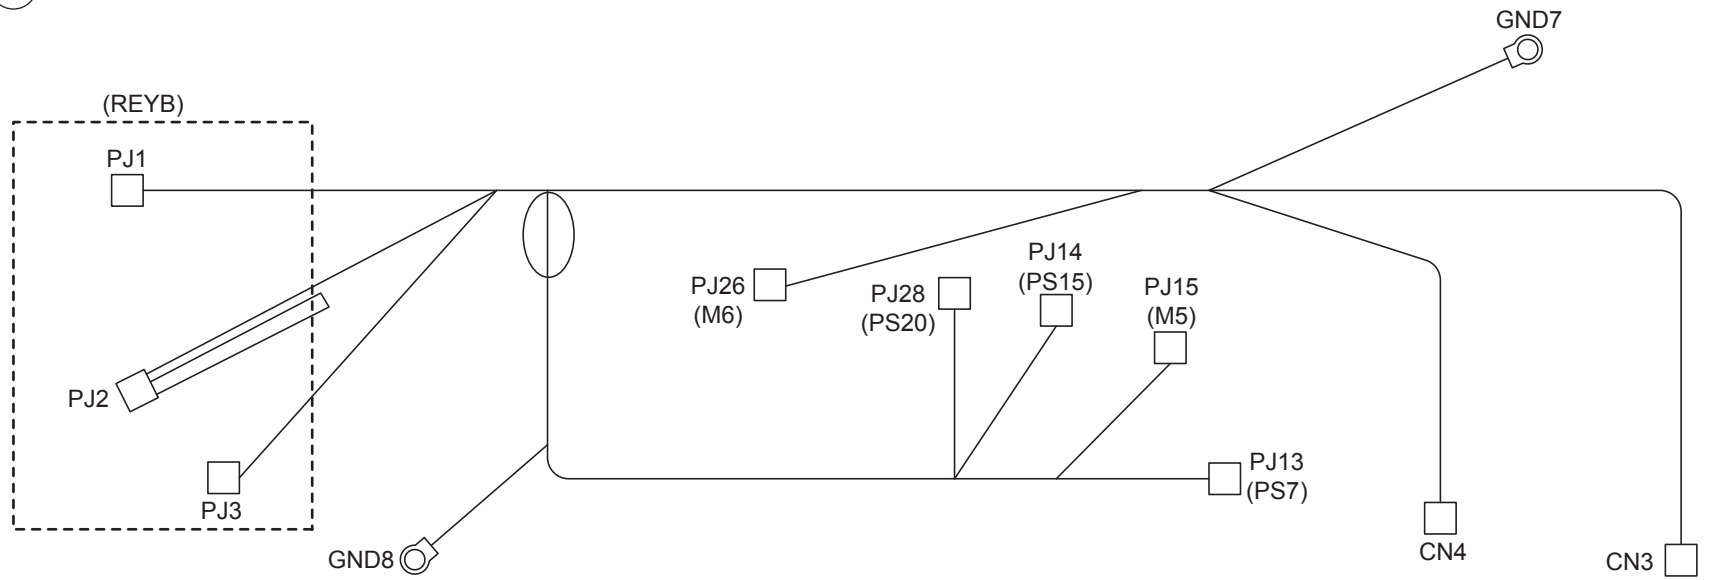 GND7
(REYB)
PJ1
PJ14
(PS15)
PJ26
(M6)
PJ28
(PS20)
PJ15
(M5)
PJ2
PJ3
PJ13
(PS7)
GND8
CN4
CN3